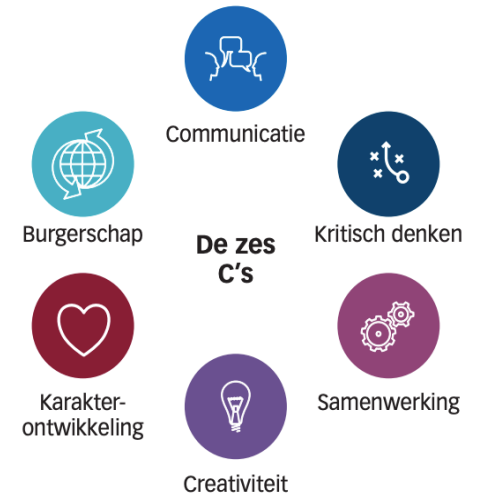 Communicatie
Burgerschap
Kritisch denken
De zes
C's
Karakter-
ontwikkeling
Samenwerking
Creativiteit